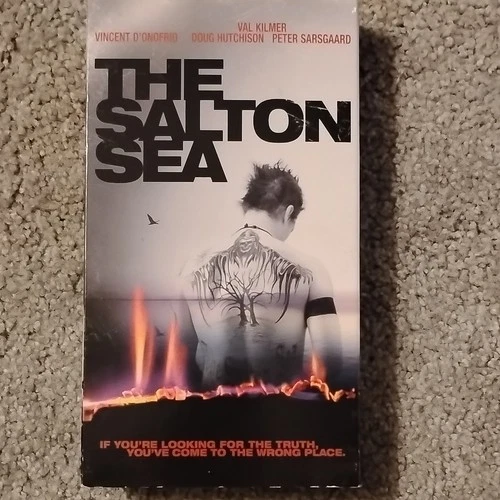 VAL KILMER
VINCENT D'ONOFRIO DOUG HUTCHISON PETER SARSGAARD
THE
SALTON
SEA
IF YOU'RE LOOKING FOR THE TRUTH,
YOU'VE COME TO THE WRONG PLACE.